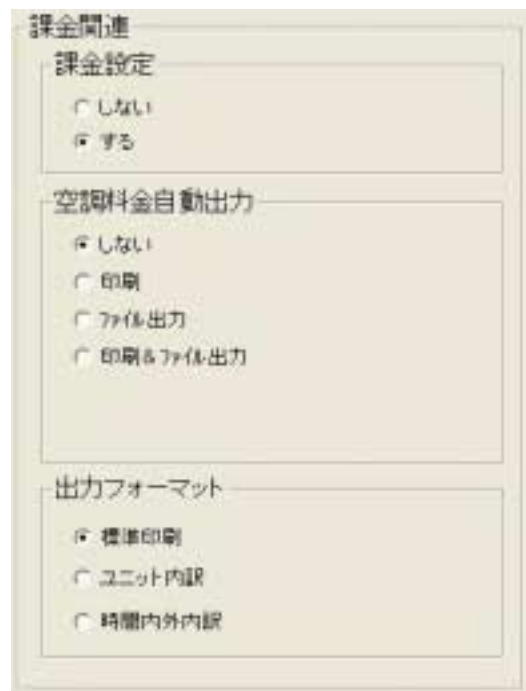 課金関連
課金設定
しない
する
空調料金自動出力
しない
印刷
ファイル出力
印刷&ファイル出力
出力フォーマット
標準印刷
ユニット内訳
時間内外内訳